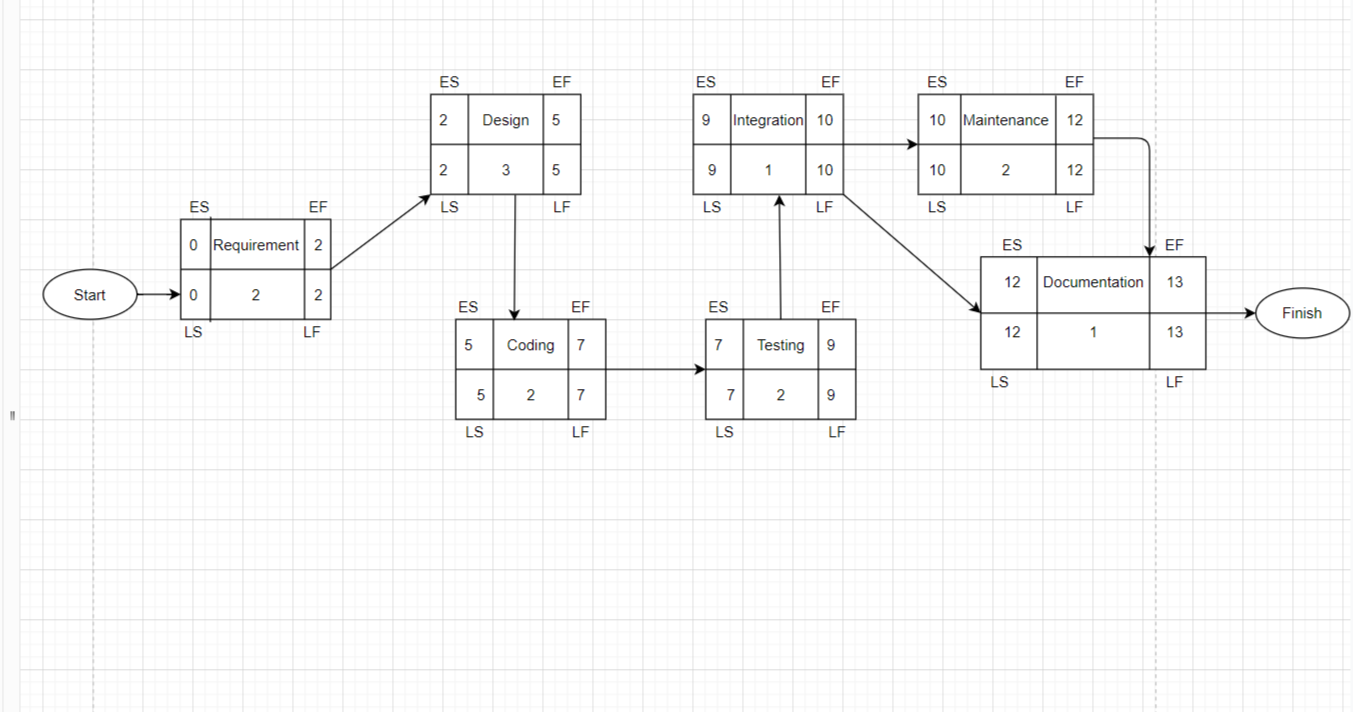 Start
ES EF
0 Requirement 2
0 2 2
LS LF
ES EF
2 Design 5
2 3 5
LS LF
ES EF
5 Coding 7
5 2 7
LS LF
ES EF
7 Testing 9
7 2 9
LS LF
ES EF
9 Integration 10
9 1 10
LS LF
ES EF
10 Maintenance 12
10 2 12
LS LF
ES EF
12 Documentation 13
12 1 13
LS LF
Finish